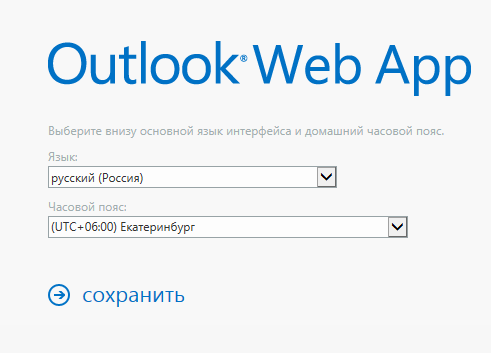 Outlook® Web App
Выберите внизу основной язык интерфейса и домашний часовой пояс.
Язык:
русский (Россия)
Часовой пояс:
(UTC+06:00) Екатеринбург
сохранить